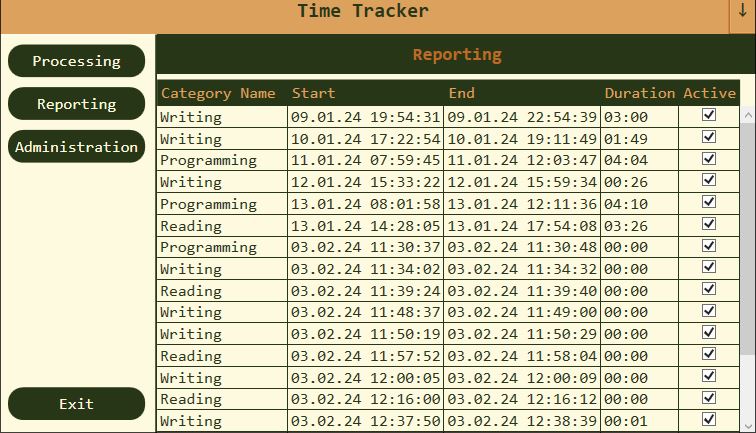 Time Tracker ↓
Processing
Reporting
Administration
Exit
Reporting
Category Name Start End Duration Active
Writing 09.01.24 19:54:31 09.01.24 22:54:39 03:00
Writing 10.01.24 17:22:54 10.01.24 19:11:49 01:49
Programming 11.01.24 07:59:45 11.01.24 12:03:47 04:04
Writing 12.01.24 15:33:22 12.01.24 15:59:34 00:26
Programming 13.01.24 08:01:58 13.01.24 12:11:36 04:10
Reading 13.01.24 14:28:05 13.01.24 17:54:08 03:26
Programming 03.02.24 11:30:37 03.02.24 11:30:48 00:00
Writing 03.02.24 11:34:02 03.02.24 11:34:32 00:00
Reading 03.02.24 11:39:24 03.02.24 11:39:40 00:00
Writing 03.02.24 11:48:37 03.02.24 11:49:00 00:00
Writing 03.02.24 11:50:19 03.02.24 11:50:29 00:00
Reading 03.02.24 11:57:52 03.02.24 11:58:04 00:00
Writing 03.02.24 12:00:05 03.02.24 12:00:09 00:00
Reading 03.02.24 12:16:00 03.02.24 12:16:12 00:00
Writing 03.02.24 12:37:50 03.02.24 12:38:39 00:01